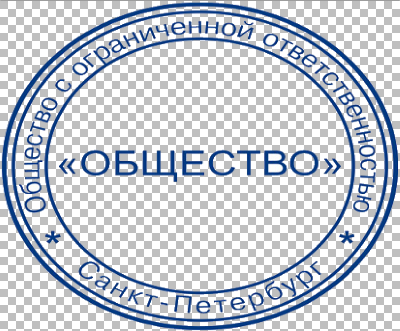 Общество с ограниченной ответственностью
«ОБЩЕСТВО»
* Санкт-Петербург *